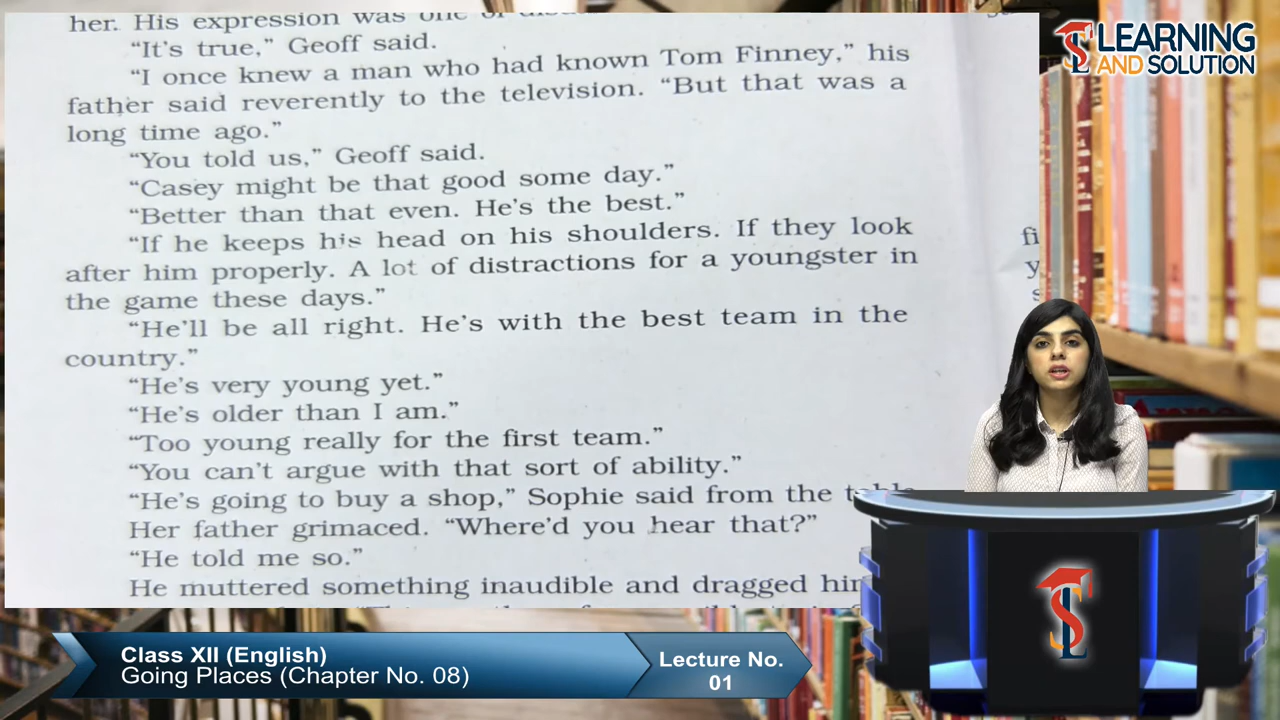 her. His expression was one of
"It's true," Geoff said.
"I once knew a man who had known Tom Finney," his
father said reverently to the television. "But that was a
long time ago."
"You told us," Geoff said.
"Casey might be that good some day."
"Better than that even. He's the best."
"If he keeps his head on his shoulders. If they look
after him properly. A lot of distractions for a youngster in
the game these days."
"He'll be all right. He's with the best team in the
country."
"He's very young yet."
"He's older than I am."
"Too young really for the first team."
"You can't argue with that sort of ability."
"He's going to buy a shop," Sophie said from the table
Her father grimaced. "Where'd you hear that?"
"He told me so."
He muttered something inaudible and dragged
LEARNING
AND SOLUTION
Class XII (English)
Going Places (Chapter No. 08)
Lecture No.
01